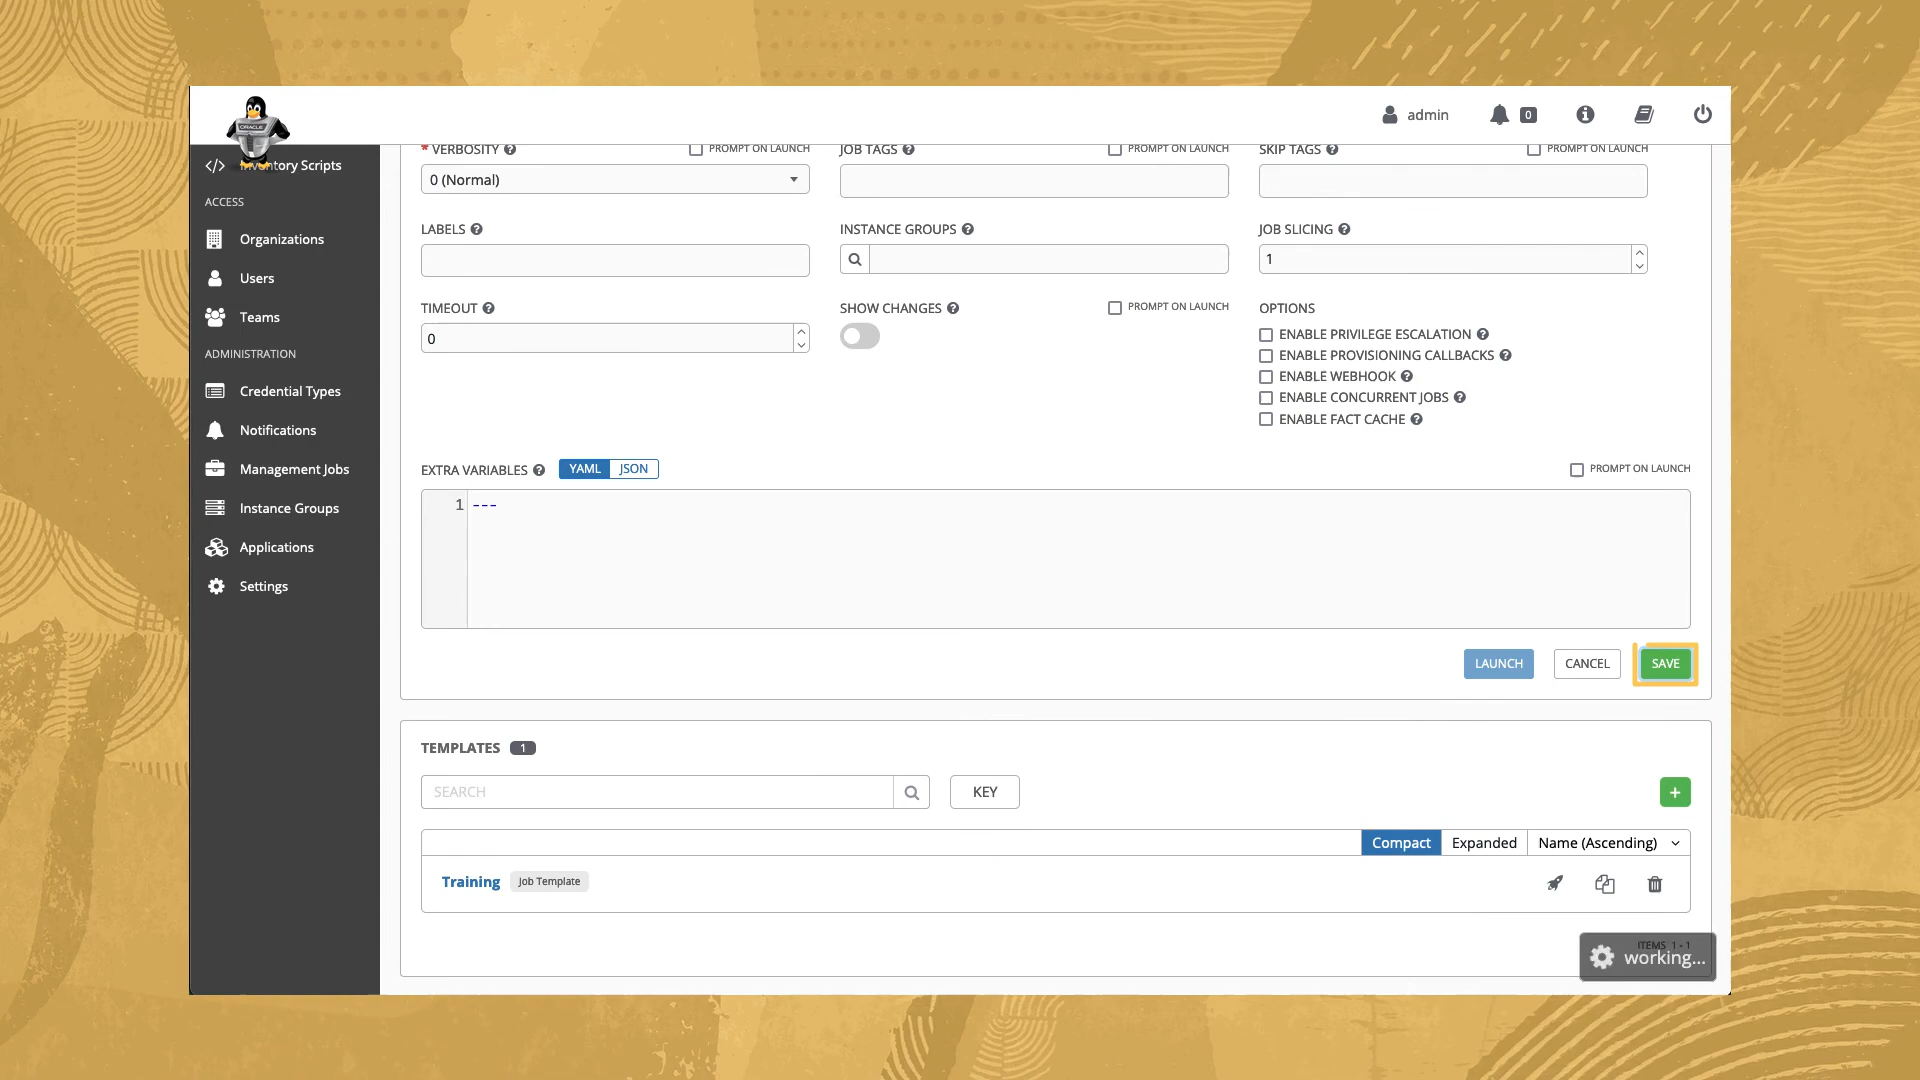 admin
0
ORACLE
Inventory Scripts
ACCESS
Organizations
Users
Teams
ADMINISTRATION
Credential Types
Notifications
Management Jobs
Instance Groups
Applications
Settings
* VERBOSITY
PROMPT ON LAUNCH
JOB TAGS
PROMPT ON LAUNCH
SKIP TAGS
PROMPT ON LAUNCH
0 (Normal)
LABELS
INSTANCE GROUPS
JOB SLICING
1
TIMEOUT
SHOW CHANGES
PROMPT ON LAUNCH
OPTIONS
0
ENABLE PRIVILEGE ESCALATION
ENABLE PROVISIONING CALLBACKS
ENABLE WEBHOOK
ENABLE CONCURRENT JOBS
ENABLE FACT CACHE
EXTRA VARIABLES
YAML
JSON
PROMPT ON LAUNCH
1 ---
LAUNCH
CANCEL
SAVE
TEMPLATES 1
SEARCH
KEY
+
Compact
Expanded
Name (Ascending)
Training
Job Template
ITEMS 1 - 1
working...